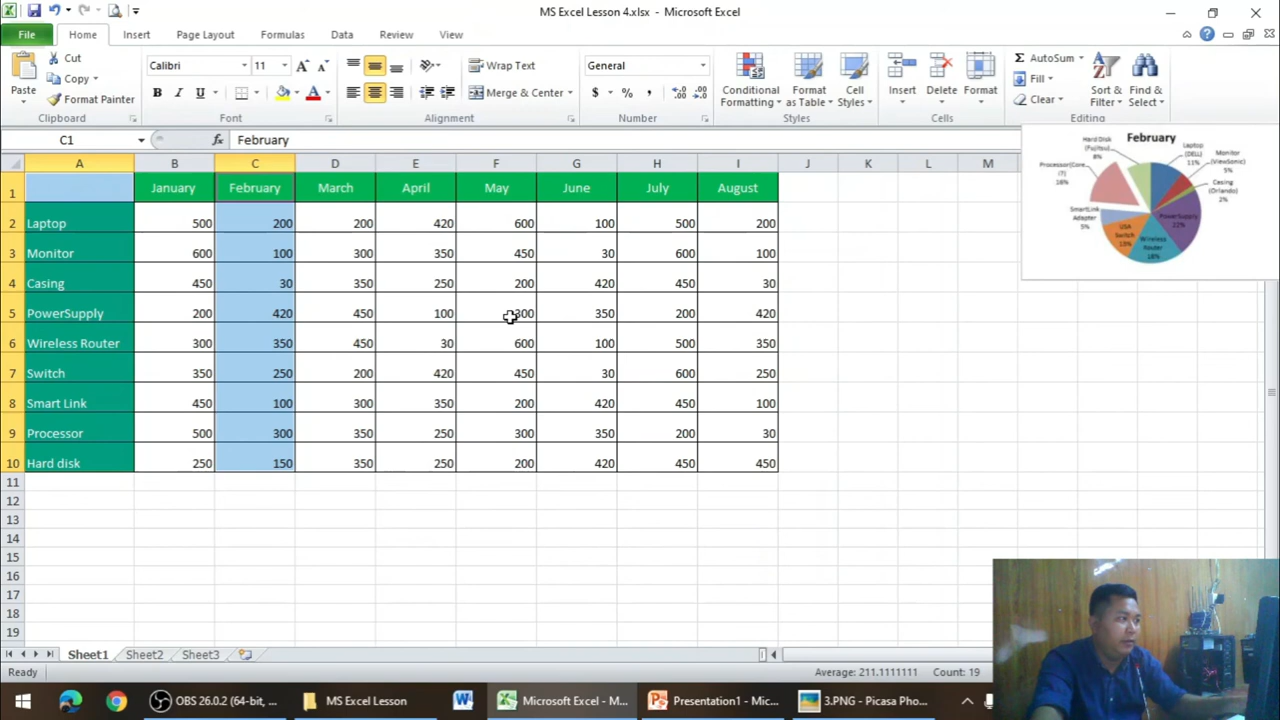 MS Excel Lesson 4.xlsx - Microsoft Excel
File Home Insert Page Layout Formulas Data Review View
Cut
Copy
Format Painter
Paste
Clipboard
Calibri 11
B I U
Font
Wrap Text
Merge & Center
Alignment
General
$ % ,
Number
Conditional Formatting
Format as Table
Cell Styles
Styles
Insert Delete Format
Cells
AutoSum
Fill
Clear
Sort & Filter
Find & Select
Editing
C1 fx February
A B C D E F G H I J K L M
1 January February March April May June July August
2 Laptop 500 200 200 420 600 100 500 200
3 Monitor 600 100 300 350 450 30 600 100
4 Casing 450 30 350 250 200 420 450 30
5 PowerSupply 200 420 450 100 300 350 200 420
6 Wireless Router 300 350 450 30 600 100 500 350
7 Switch 350 250 200 420 450 30 600 250
8 Smart Link 450 100 300 350 200 420 450 100
9 Processor 500 300 350 250 300 350 200 30
10 Hard disk 250 150 350 250 200 420 450 450
11
12
13
14
15
16
17
18
19
February
Hard Disk (Fujitsu) 8%
Laptop (DELL) 11%
Monitor (ViewSonic) 5%
Casing (Orlando) 2%
PowerSupply 22%
Wireless Router 18%
USA Switch 13%
SmartLink Adapter 5%
Processor(Core i7) 16%
Sheet1 Sheet2 Sheet3
Ready Average: 211.1111111 Count: 19
OBS 26.0.2 (64-bit, ... MS Excel Lesson Microsoft Excel - M... Presentation1 - Mic... 3.PNG - Picasa Pho...